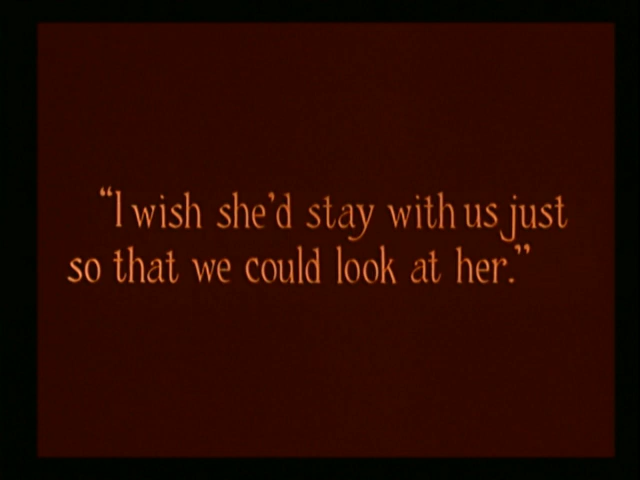 “I wish she’d stay with us just
so that we could look at her.”